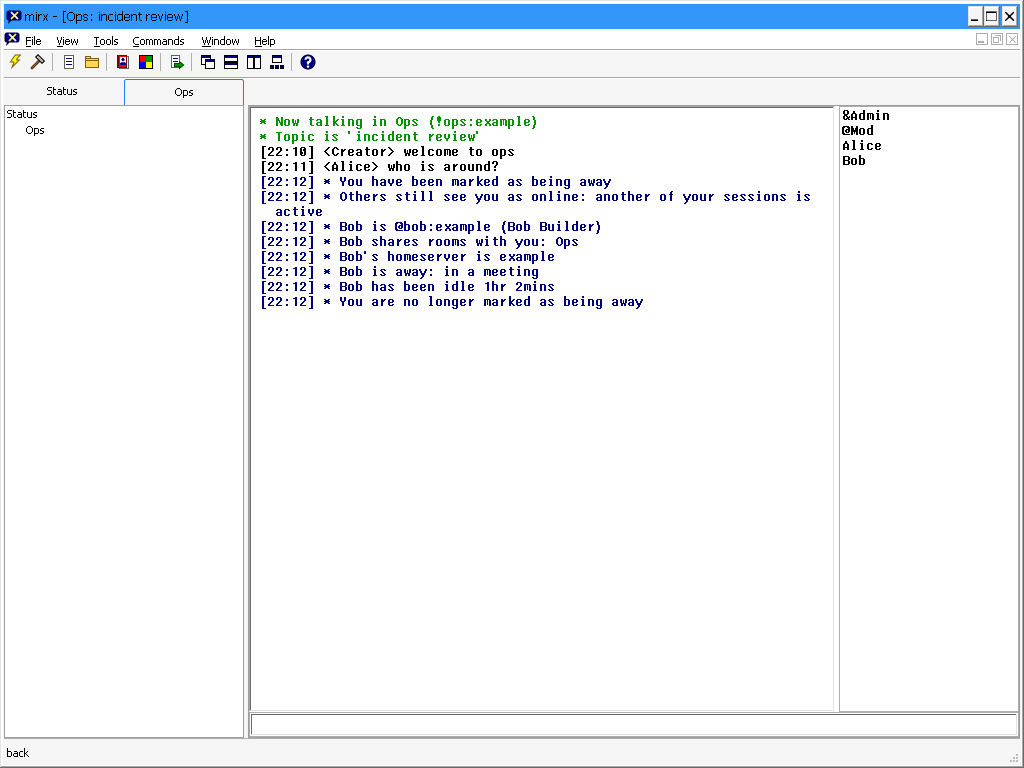 mirx - [Ops: incident review]
File View Tools Commands Window Help
Status Ops
Status
Ops
* Now talking in Ops (!ops:example)
* Topic is 'incident review'
[22:10] <Creator> welcome to ops
[22:11] <Alice> who is around?
[22:12] * You have been marked as being away
[22:12] * Others still see you as online: another of your sessions is
active
[22:12] * Bob is @bob:example (Bob Builder)
[22:12] * Bob shares rooms with you: Ops
[22:12] * Bob's homeserver is example
[22:12] * Bob is away: in a meeting
[22:12] * Bob has been idle 1hr 2mins
[22:12] * You are no longer marked as being away
&Admin
@Mod
Alice
Bob
back